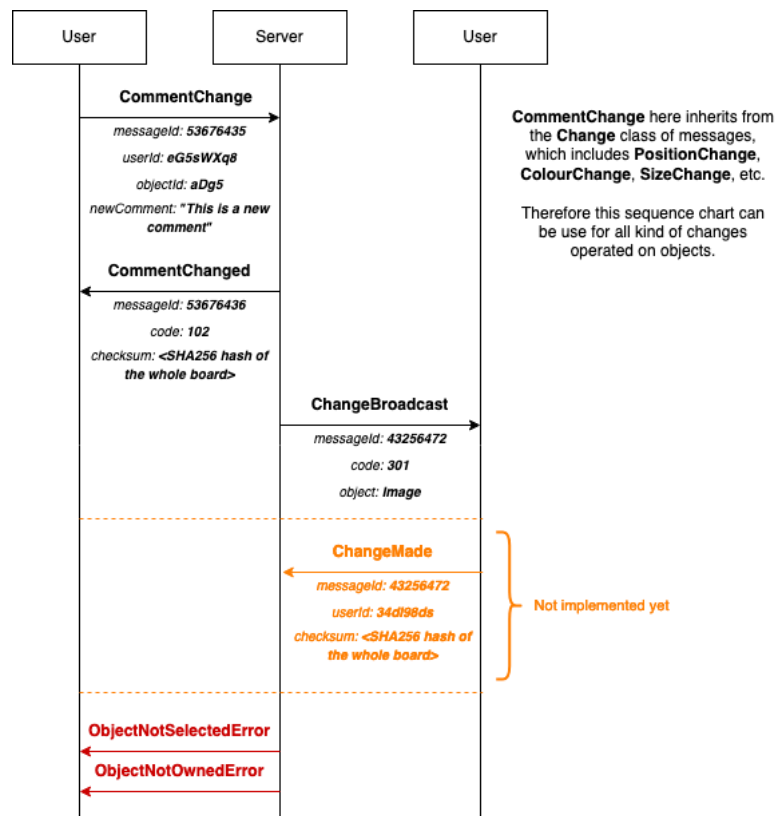 User
Server
User
CommentChange
messageId: 53676435
userId: eG5sWXq8
objectId: aDg5
newComment: "This is a new
comment"
CommentChange here inherits from
the Change class of messages,
which includes PositionChange,
ColourChange, SizeChange, etc.
Therefore this sequence chart can
be use for all kind of changes
operated on objects.
CommentChanged
messageId: 53676436
code: 102
checksum: <SHA256 hash of
the whole board>
ChangeBroadcast
messageId: 43256472
code: 301
object: Image
ChangeMade
messageId: 43256472
userId: 34dl98ds
checksum: <SHA256 hash of
the whole board>
Not implemented yet
ObjectNotSelectedError
ObjectNotOwnedError